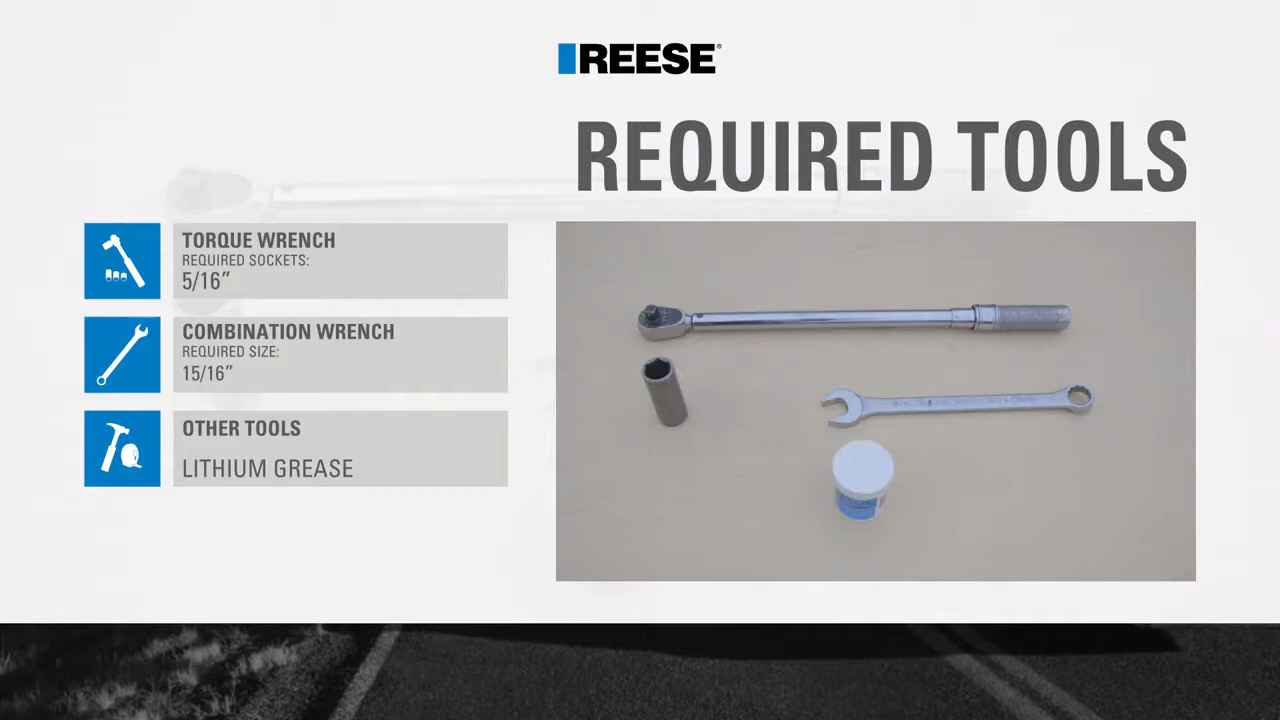 REESE®
REQUIRED TOOLS
TORQUE WRENCH
REQUIRED SOCKETS:
5/16”
COMBINATION WRENCH
REQUIRED SIZE:
15/16”
OTHER TOOLS
LITHIUM GREASE